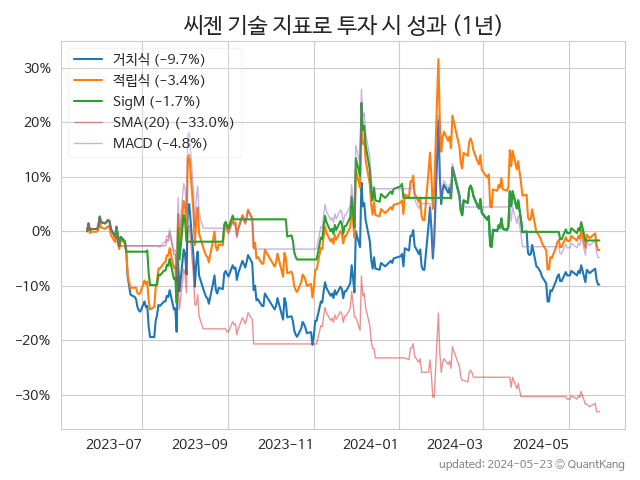 씨젠 기술 지표로 투자 시 성과 (1년)
거치식 (−9.7%)
적립식 (−3.4%)
SigM (−1.7%)
SMA(20) (−33.0%)
MACD (−4.8%)
30%
20%
10%
0%
−10%
−20%
−30%
2023-07 2023-09 2023-11 2024-01 2024-03 2024-05
updated: 2024-05-23 © QuantKang